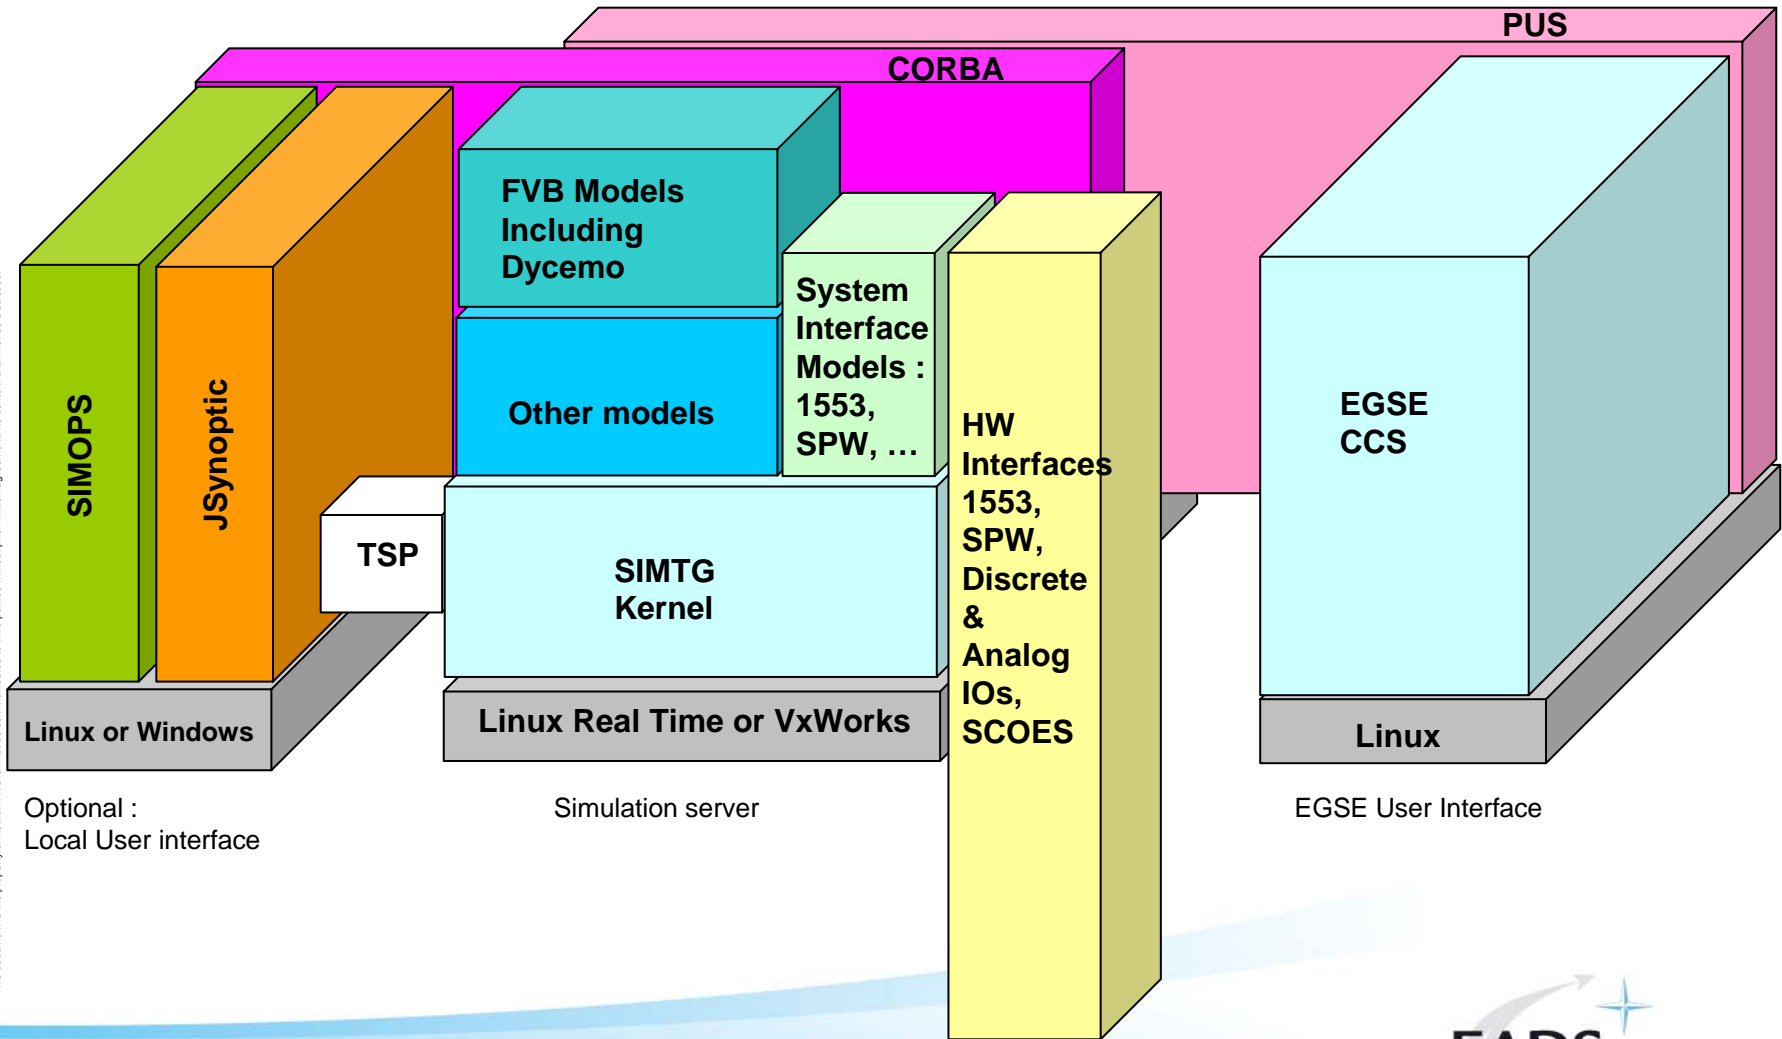 PUS
CORBA
FVB Models
Including
Dycemo
System
Interface
Models :
1553,
SPW, …
Other models
SIMOPS
JSynoptic
TSP
SIMTG
Kernel
HW
Interfaces
1553,
SPW,
Discrete
&
Analog
IOs,
SCOES
EGSE
CCS
Linux or Windows
Linux Real Time or VxWorks
Linux
Optional :
Local User interface
Simulation server
EGSE User Interface
EADS